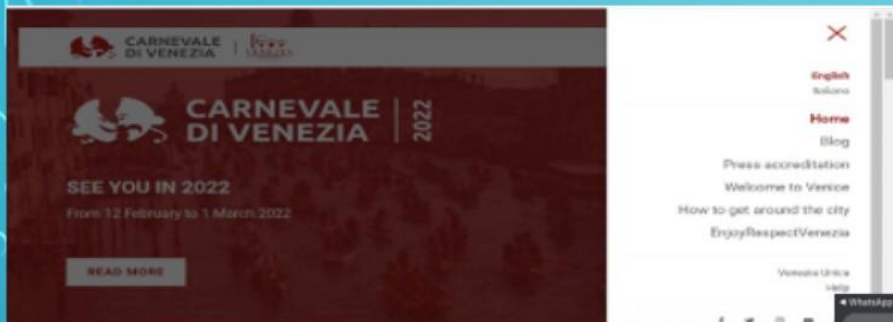 CARNEVALE
DI VENEZIA
CARNEVALE
DI VENEZIA
2022
SEE YOU IN 2022
From 12 February to 1 March 2022
READ MORE
English
Italiano
Home
Blog
Press accreditation
Welcome to Venice
How to get around the city
EnjoyRespectVenezia
Venezia Unica
Help
WhatsApp